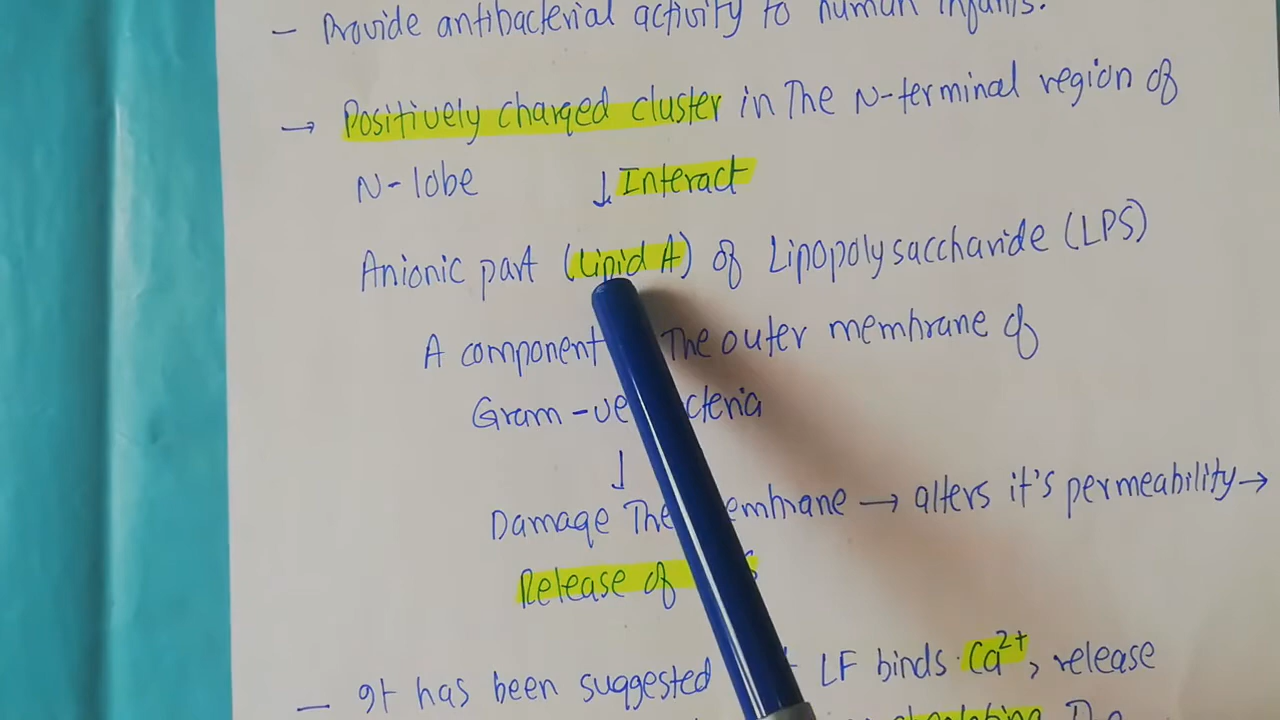 – Provide antibacterial activity to human infants.
→ Positively charged cluster in The N-terminal region of
N-lobe ↓ Interact
Anionic part (Lipid A) of Lipopolysaccharide (LPS)
A component The outer membrane of
Gram -ve
↓
Damage The → alters it's permeability →
Release of
– It has been suggested LF binds Ca²⁺, release